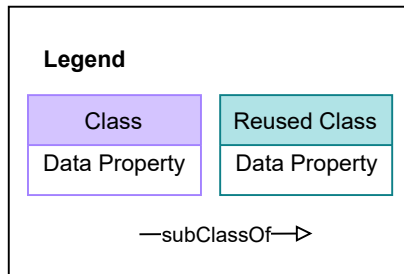 Legend
Class
Reused Class
Data Property
Data Property
subClassOf